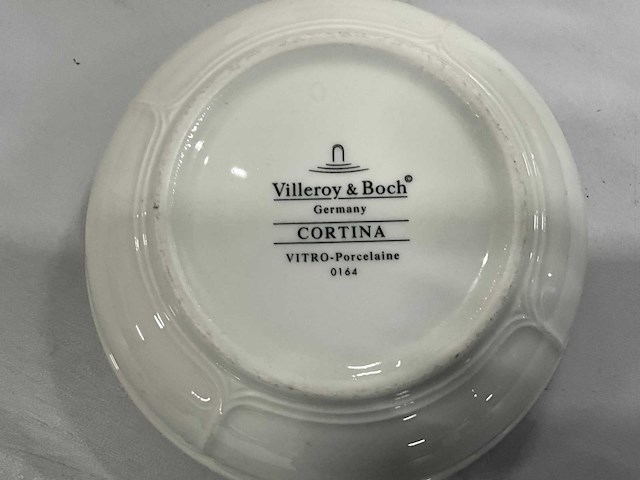 Villeroy & Boch©
Germany
CORTINA
VITRO-Porcelaine
0164